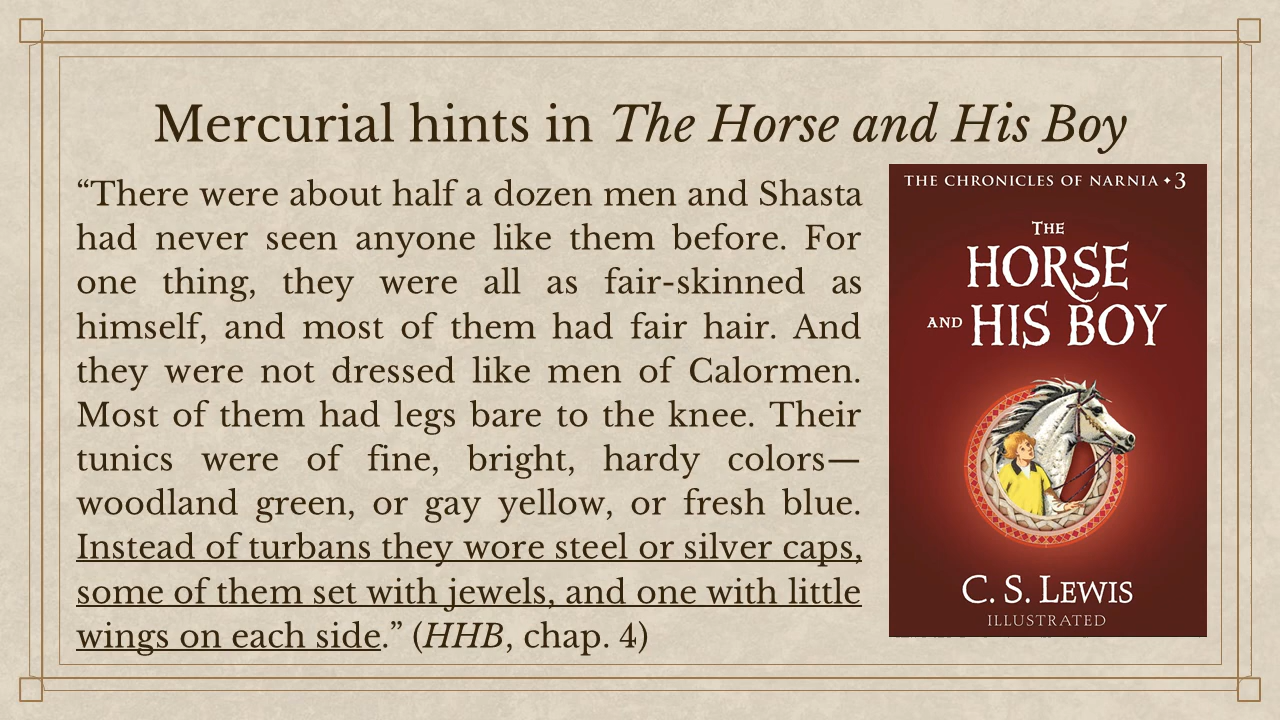 Mercurial hints in The Horse and His Boy
“There were about half a dozen men and Shasta
had never seen anyone like them before. For
one thing, they were all as fair-skinned as
himself, and most of them had fair hair. And
they were not dressed like men of Calormen.
Most of them had legs bare to the knee. Their
tunics were of fine, bright, hardy colors—
woodland green, or gay yellow, or fresh blue.
Instead of turbans they wore steel or silver caps,
some of them set with jewels, and one with little
wings on each side.” (HHB, chap. 4)
THE CHRONICLES OF NARNIA✦3
THE
HORSE
AND HIS BOY
C. S. LEWIS
ILLUSTRATED